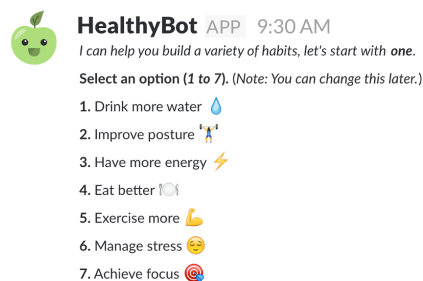 HealthyBot APP 9:30 AM
I can help you build a variety of habits, let's start with one.
Select an option (1 to 7). (Note: You can change this later.)
1. Drink more water 💧
2. Improve posture 🏋️
3. Have more energy ⚡
4. Eat better 🍽️
5. Exercise more 💪
6. Manage stress 😌
7. Achieve focus 🎯